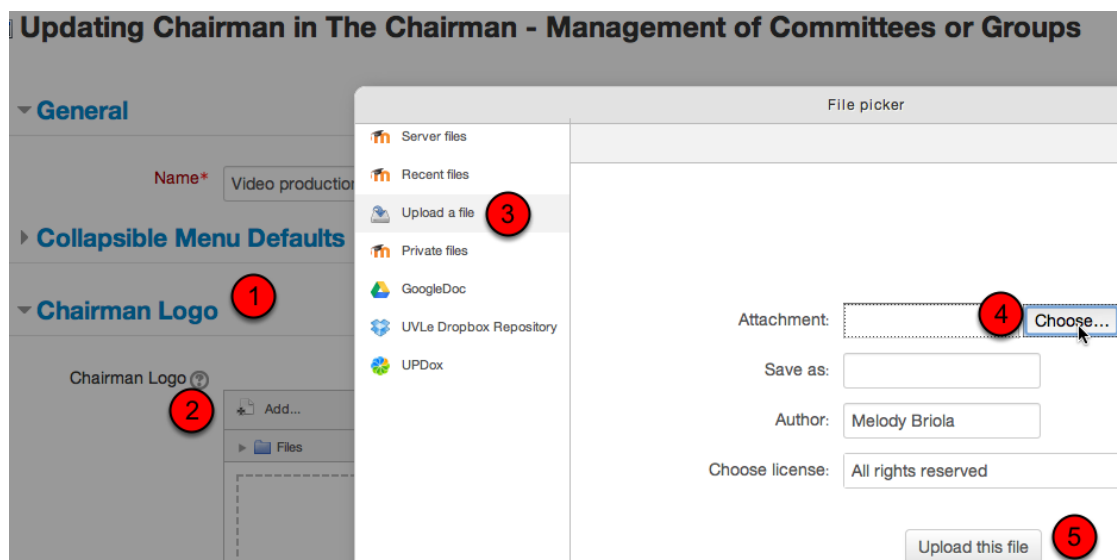 Updating Chairman in The Chairman - Management of Committees or Groups
General
Name*
Video production
Collapsible Menu Defaults
Chairman Logo
1
Chairman Logo
2
Add...
Files
File picker
Server files
Recent files
Upload a file
3
Private files
GoogleDoc
UVLe Dropbox Repository
UPDox
Attachment:
4
Choose...
Save as:
Author:
Melody Briola
Choose license:
All rights reserved
Upload this file
5